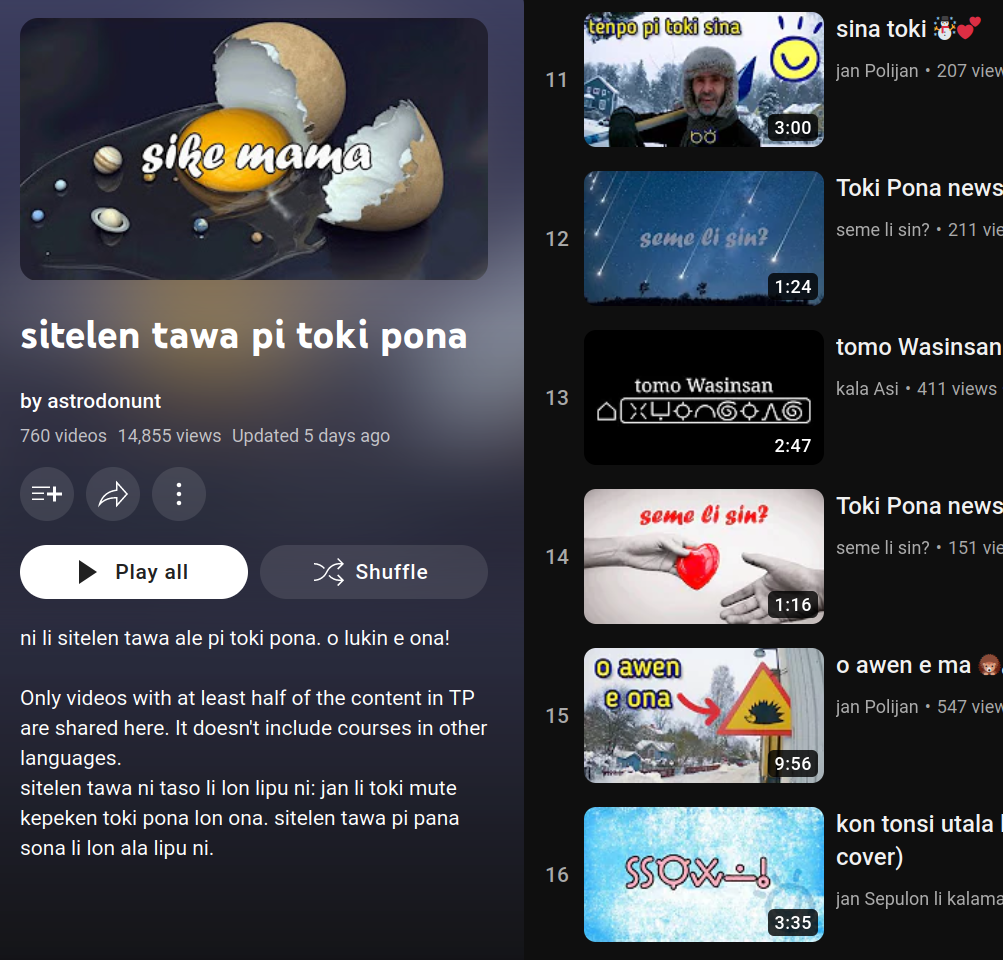 sike mama
sitelen tawa pi toki pona
by astrodonunt
760 videos 14,855 views Updated 5 days ago
Play all
Shuffle
ni li sitelen tawa ale pi toki pona. o lukin e ona!
Only videos with at least half of the content in TP
are shared here. It doesn't include courses in other
languages.
sitelen tawa ni taso li lon lipu ni: jan li toki mute
kepeken toki pona lon ona. sitelen tawa pi pana
sona li lon ala lipu ni.
11
tenpo pi toki sina
3:00
sina toki ☃️💕
jan Polijan • 207 view
12
seme li sin?
1:24
Toki Pona news
seme li sin? • 211 vie
13
tomo Wasinsan
2:47
tomo Wasinsan
kala Asi • 411 views
14
seme li sin?
1:16
Toki Pona news
seme li sin? • 151 vie
15
o awen
e ona
9:56
o awen e ma
jan Polijan • 547 view
16
3:35
kon tonsi utala
cover)
jan Sepulon li kalama